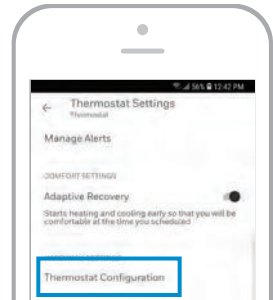 56% 12:42 PM
Thermostat Settings
Thermostat
Manage Alerts
COMFORT SETTINGS
Adaptive Recovery
Starts heating and cooling early so that you will be
comfortable at the time you scheduled
Thermostat Configuration